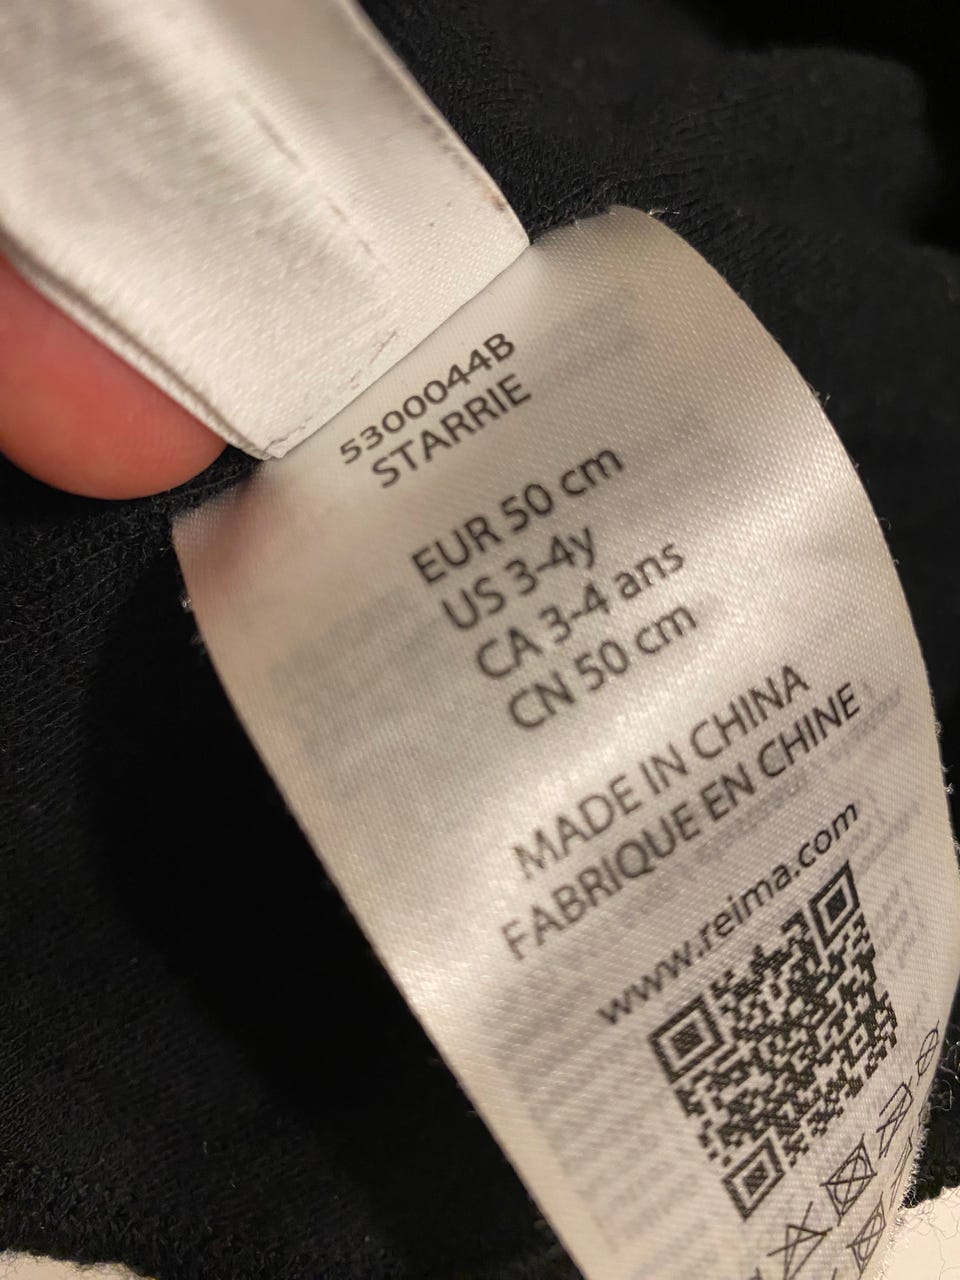 5300044B
STARRIE
EUR 50 cm
US 3-4y
CA 3-4 ans
CN 50 cm
MADE IN CHINA
FABRIQUE EN CHINE
www.reima.com